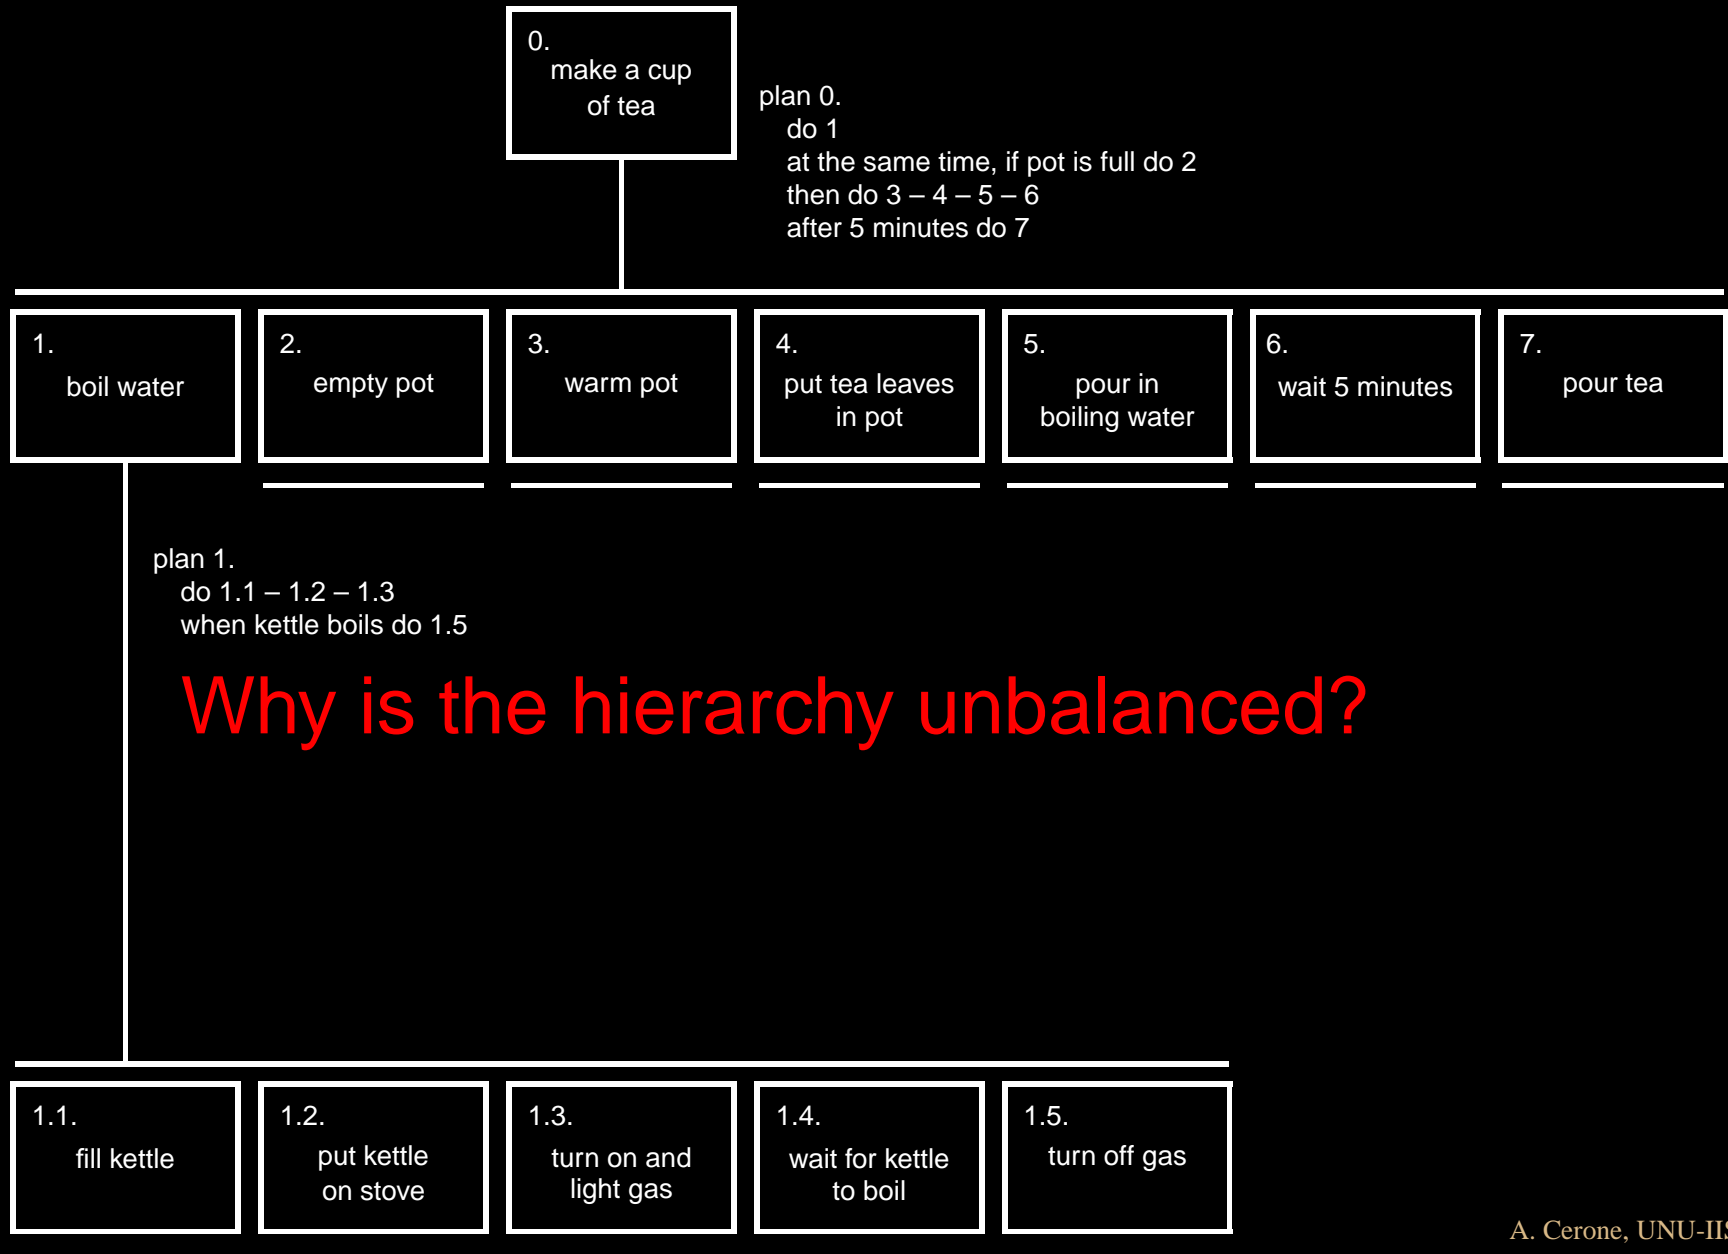 0.
make a cup
of tea
plan 0.
do 1
at the same time, if pot is full do 2
then do 3 – 4 – 5 – 6
after 5 minutes do 7
1.
boil water
2.
empty pot
3.
warm pot
4.
put tea leaves
in pot
5.
pour in
boiling water
6.
wait 5 minutes
7.
pour tea
plan 1.
do 1.1 – 1.2 – 1.3
when kettle boils do 1.5
Why is the hierarchy unbalanced?
1.1.
fill kettle
1.2.
put kettle
on stove
1.3.
turn on and
light gas
1.4.
wait for kettle
to boil
1.5.
turn off gas
A. Cerone, UNU-IIS